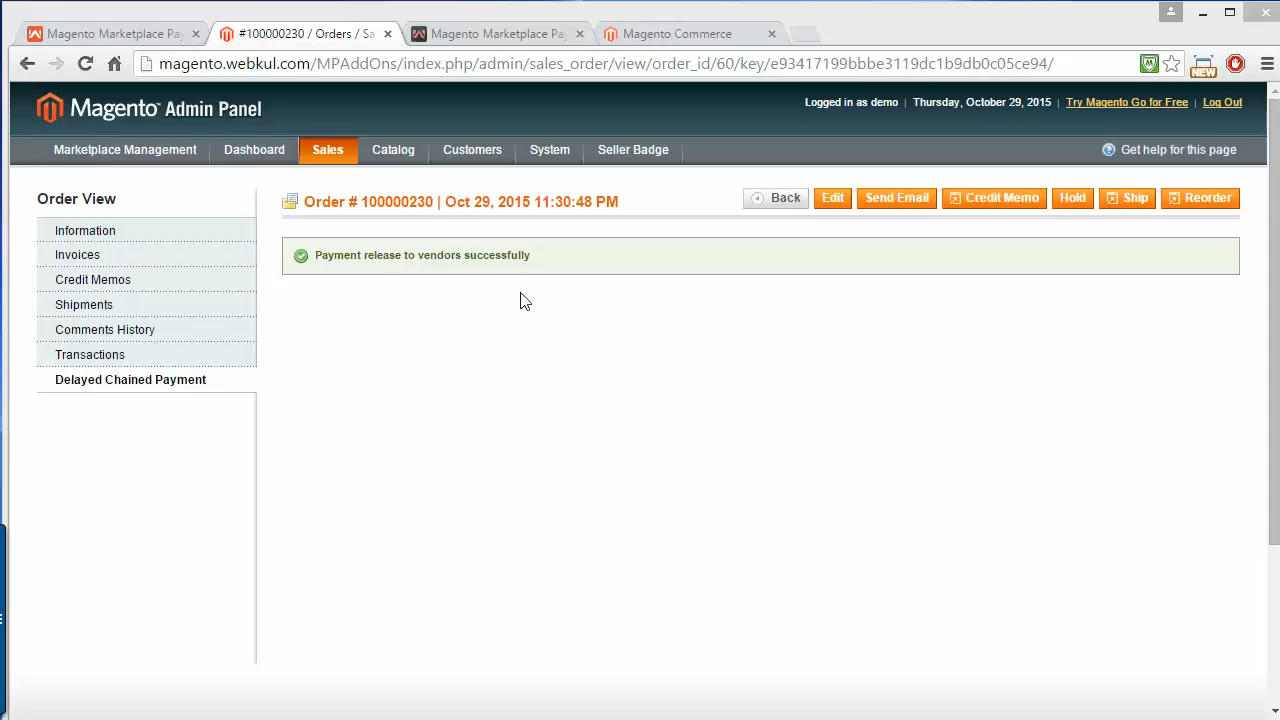 Magento Marketplace Pay
#100000230 / Orders / Sa
Magento Marketplace Pay
Magento Commerce
magento.webkul.com/MPAddOns/index.php/admin/sales_order/view/order_id/60/key/e93417199bbbe3119dc1b9db0c05ce94/
NEW
Magento Admin Panel
Logged in as demo | Thursday, October 29, 2015 | Try Magento Go for Free | Log Out
Marketplace Management Dashboard Sales Catalog Customers System Seller Badge Get help for this page
Order View
Information
Invoices
Credit Memos
Shipments
Comments History
Transactions
Delayed Chained Payment
Order # 100000230 | Oct 29, 2015 11:30:48 PM
Back Edit Send Email Credit Memo Hold Ship Reorder
Payment release to vendors successfully